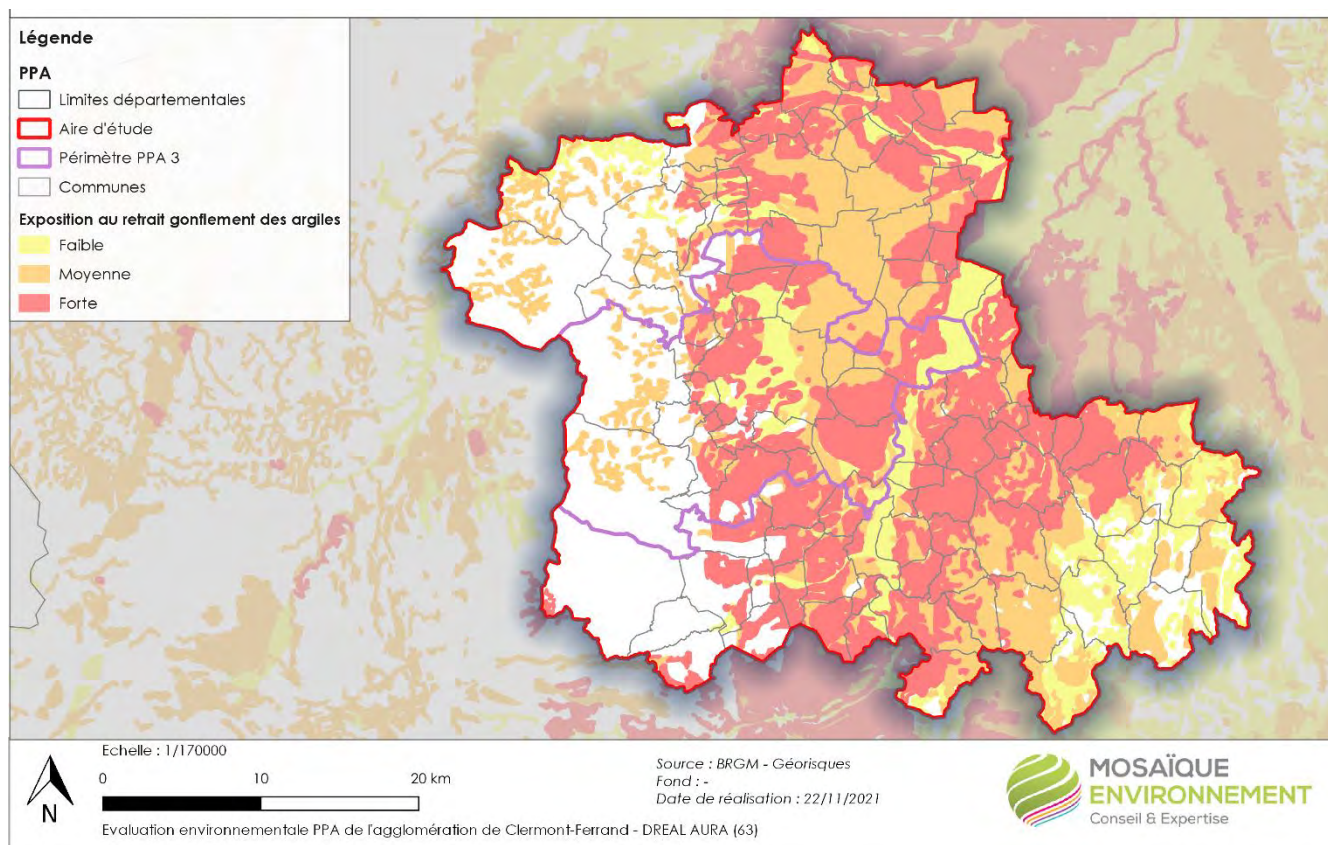 Légende
PPA
Limites départementales
Aire d'étude
Périmètre PPA 3
Communes
Exposition au retrait gonflement des argiles
Faible
Moyenne
Forte
Echelle : 1/170000
0 10 20 km
N
Source : BRGM - Géorisques
Fond : -
Date de réalisation : 22/11/2021
Evaluation environnementale PPA de l'agglomération de Clermont-Ferrand - DREAL AURA (63)
MOSAÏQUE
ENVIRONNEMENT
Conseil & Expertise